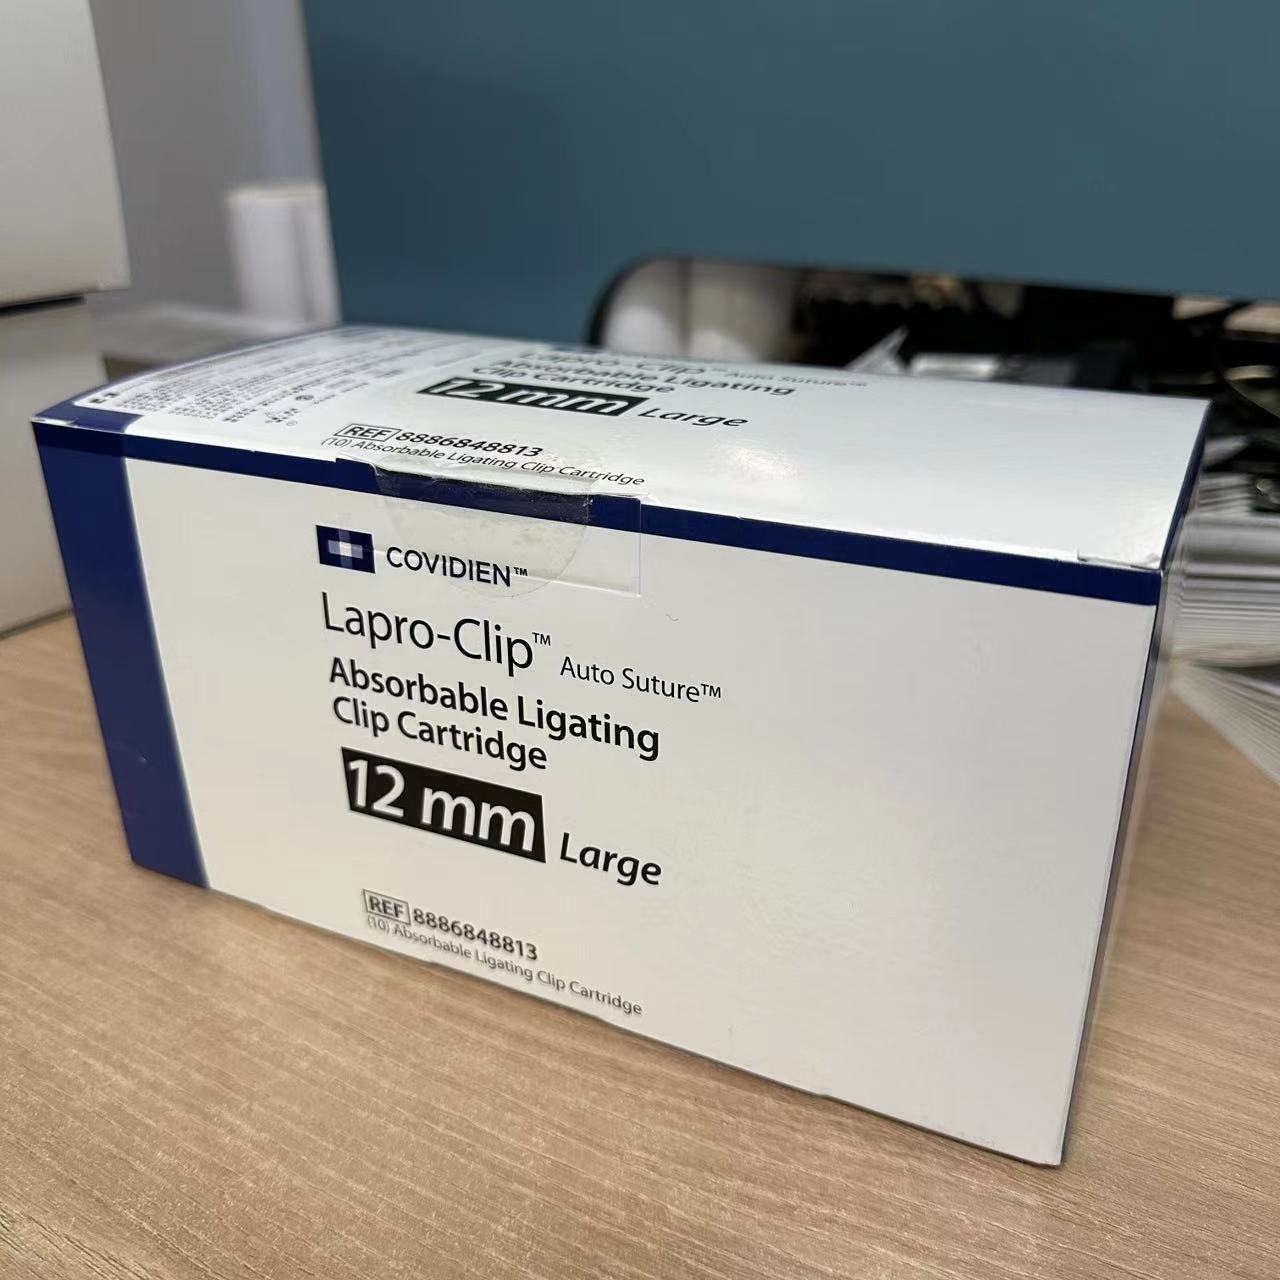 Lapro-Clip™ Auto Suture™
Absorbable Ligating
Clip Cartridge
12 mm Large
REF 8886848813
(10) Absorbable Ligating Clip Cartridge
COVIDIEN™
Lapro-Clip™ Auto Suture™
Absorbable Ligating
Clip Cartridge
12 mm Large
REF 8886848813
(10) Absorbable Ligating Clip Cartridge